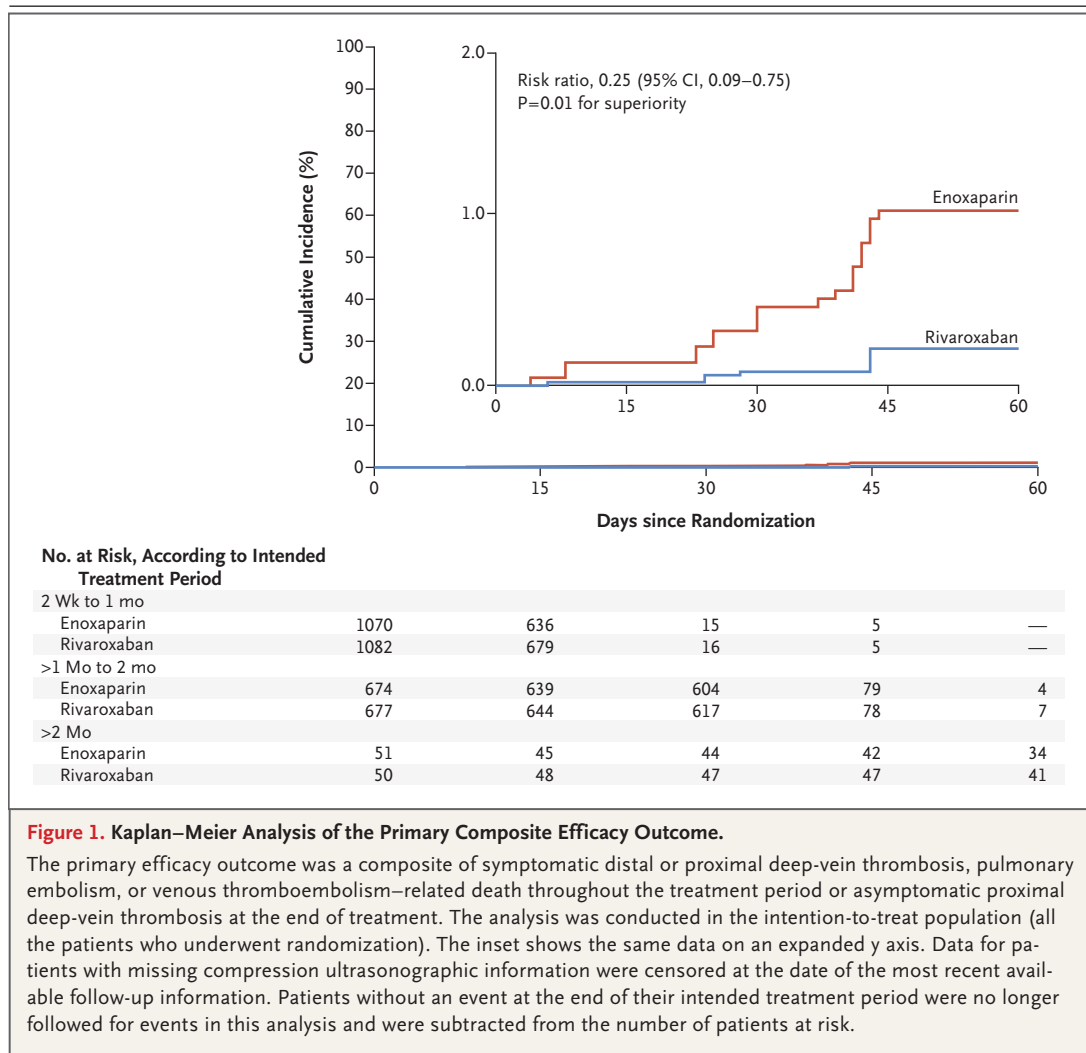 100
90
80
70
60
50
40
30
20
10
0
Cumulative Incidence (%)
2.0
1.0
0.0
Risk ratio, 0.25 (95% CI, 0.09–0.75)
P=0.01 for superiority
Enoxaparin
Rivaroxaban
0 15 30 45 60
0 15 30 45 60
Days since Randomization
No. at Risk, According to Intended
Treatment Period
2 Wk to 1 mo
Enoxaparin 1070 636 15 5 —
Rivaroxaban 1082 679 16 5 —
>1 Mo to 2 mo
Enoxaparin 674 639 604 79 4
Rivaroxaban 677 644 617 78 7
>2 Mo
Enoxaparin 51 45 44 42 34
Rivaroxaban 50 48 47 47 41
Figure 1. Kaplan–Meier Analysis of the Primary Composite Efficacy Outcome.
The primary efficacy outcome was a composite of symptomatic distal or proximal deep-vein thrombosis, pulmonary
embolism, or venous thromboembolism–related death throughout the treatment period or asymptomatic proximal
deep-vein thrombosis at the end of treatment. The analysis was conducted in the intention-to-treat population (all
the patients who underwent randomization). The inset shows the same data on an expanded y axis. Data for pa-
tients with missing compression ultrasonographic information were censored at the date of the most recent avail-
able follow-up information. Patients without an event at the end of their intended treatment period were no longer
followed for events in this analysis and were subtracted from the number of patients at risk.